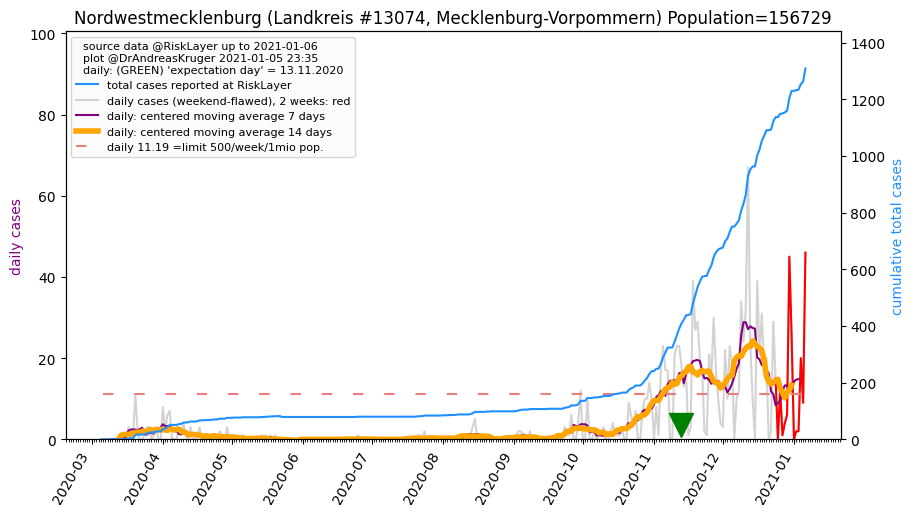 Nordwestmecklenburg (Landkreis #13074, Mecklenburg-Vorpommern) Population=156729
source data @RiskLayer up to 2021-01-06
plot @DrAndreasKruger 2021-01-05 23:35
daily: (GREEN) 'expectation day' = 13.11.2020
total cases reported at RiskLayer
daily cases (weekend-flawed), 2 weeks: red
daily: centered moving average 7 days
daily: centered moving average 14 days
daily 11.19 =limit 500/week/1mio pop.
daily cases
100
80
60
40
20
0
cumulative total cases
1400
1200
1000
800
600
400
200
0
2020-03
2020-04
2020-05
2020-06
2020-07
2020-08
2020-09
2020-10
2020-11
2020-12
2021-01